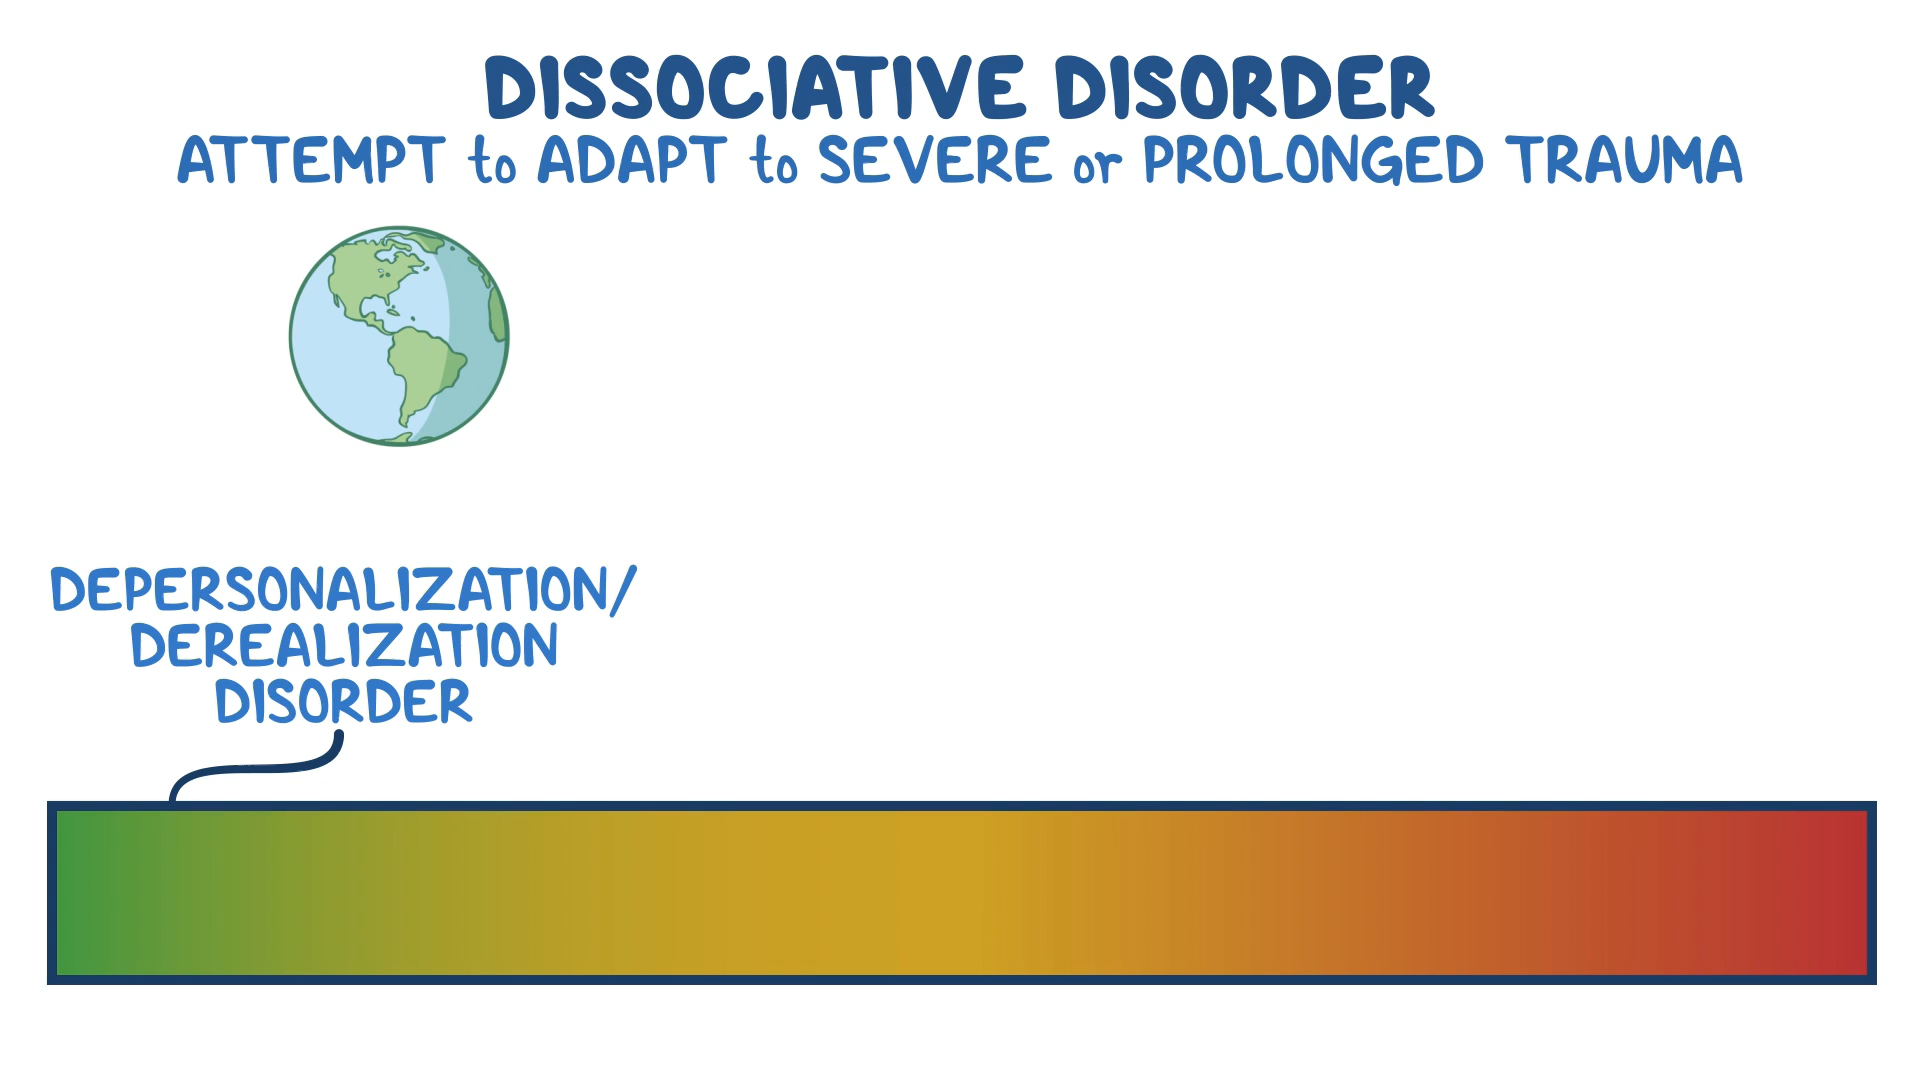 DISSOCIATIVE DISORDER
ATTEMPT to ADAPT to SEVERE or PROLONGED TRAUMA
DEPERSONALIZATION/
DEREALIZATION
DISORDER